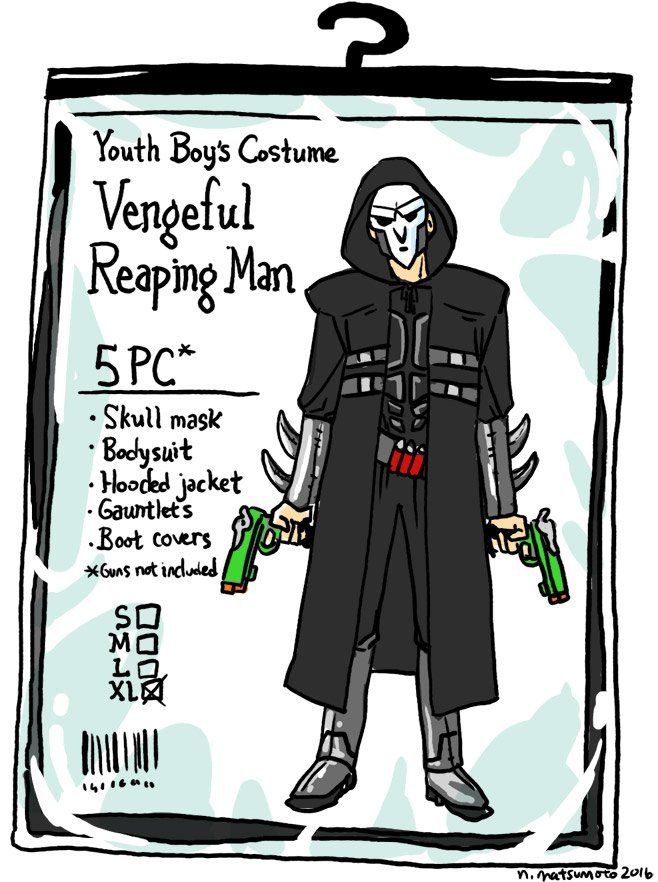 Youth Boy's Costume
Vengeful
Reaping Man
5 PC*
· Skull mask
· Bodysuit
· Hooded jacket
· Gauntlets
· Boot covers
*Guns not included
S
M
L
XL
n. matsumoto 2016